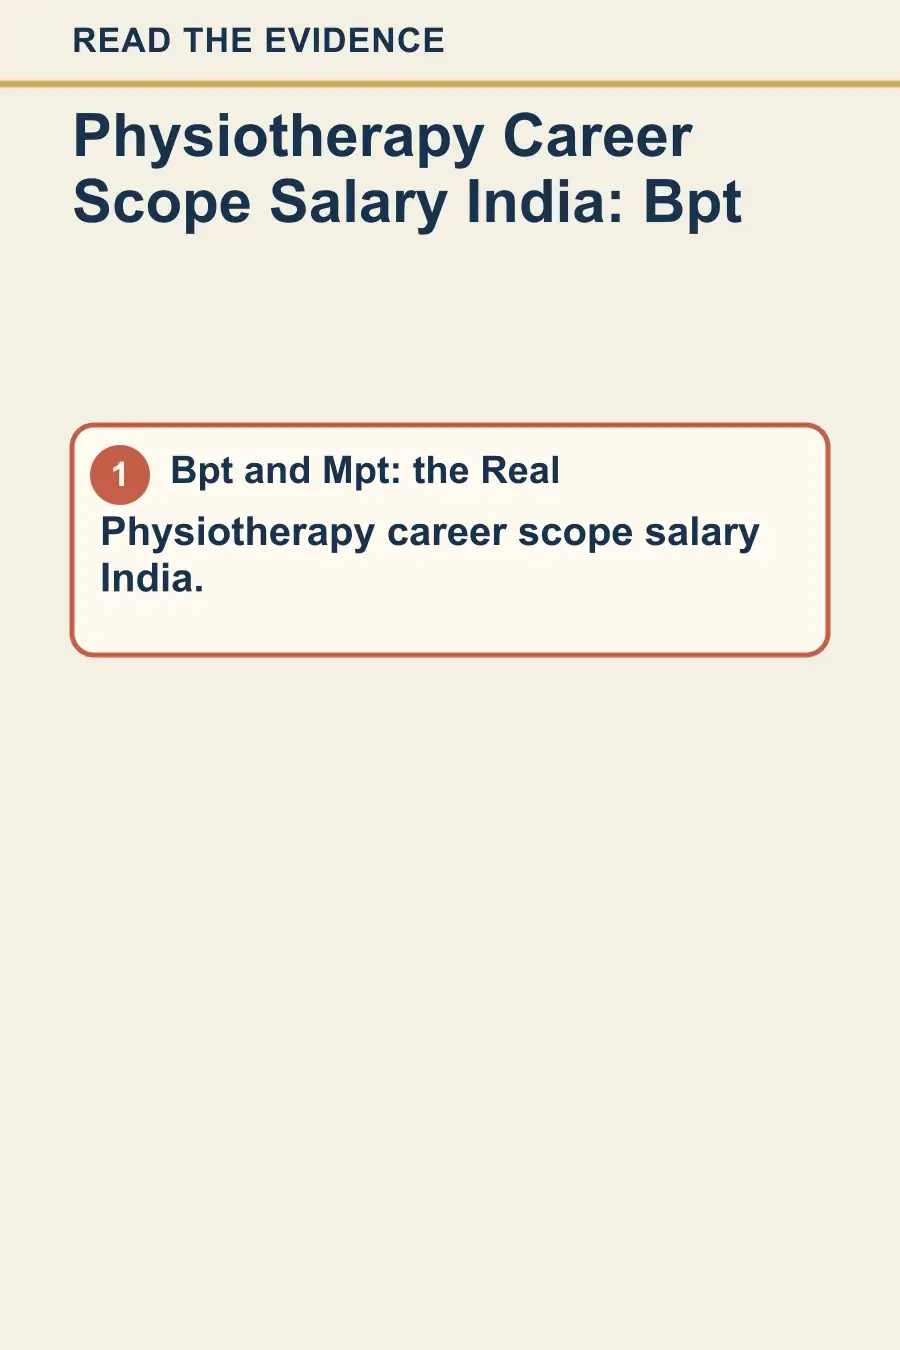 READ THE EVIDENCE
Physiotherapy Career
Scope Salary India: Bpt
1 Bpt and Mpt: the Real
Physiotherapy career scope salary
India.